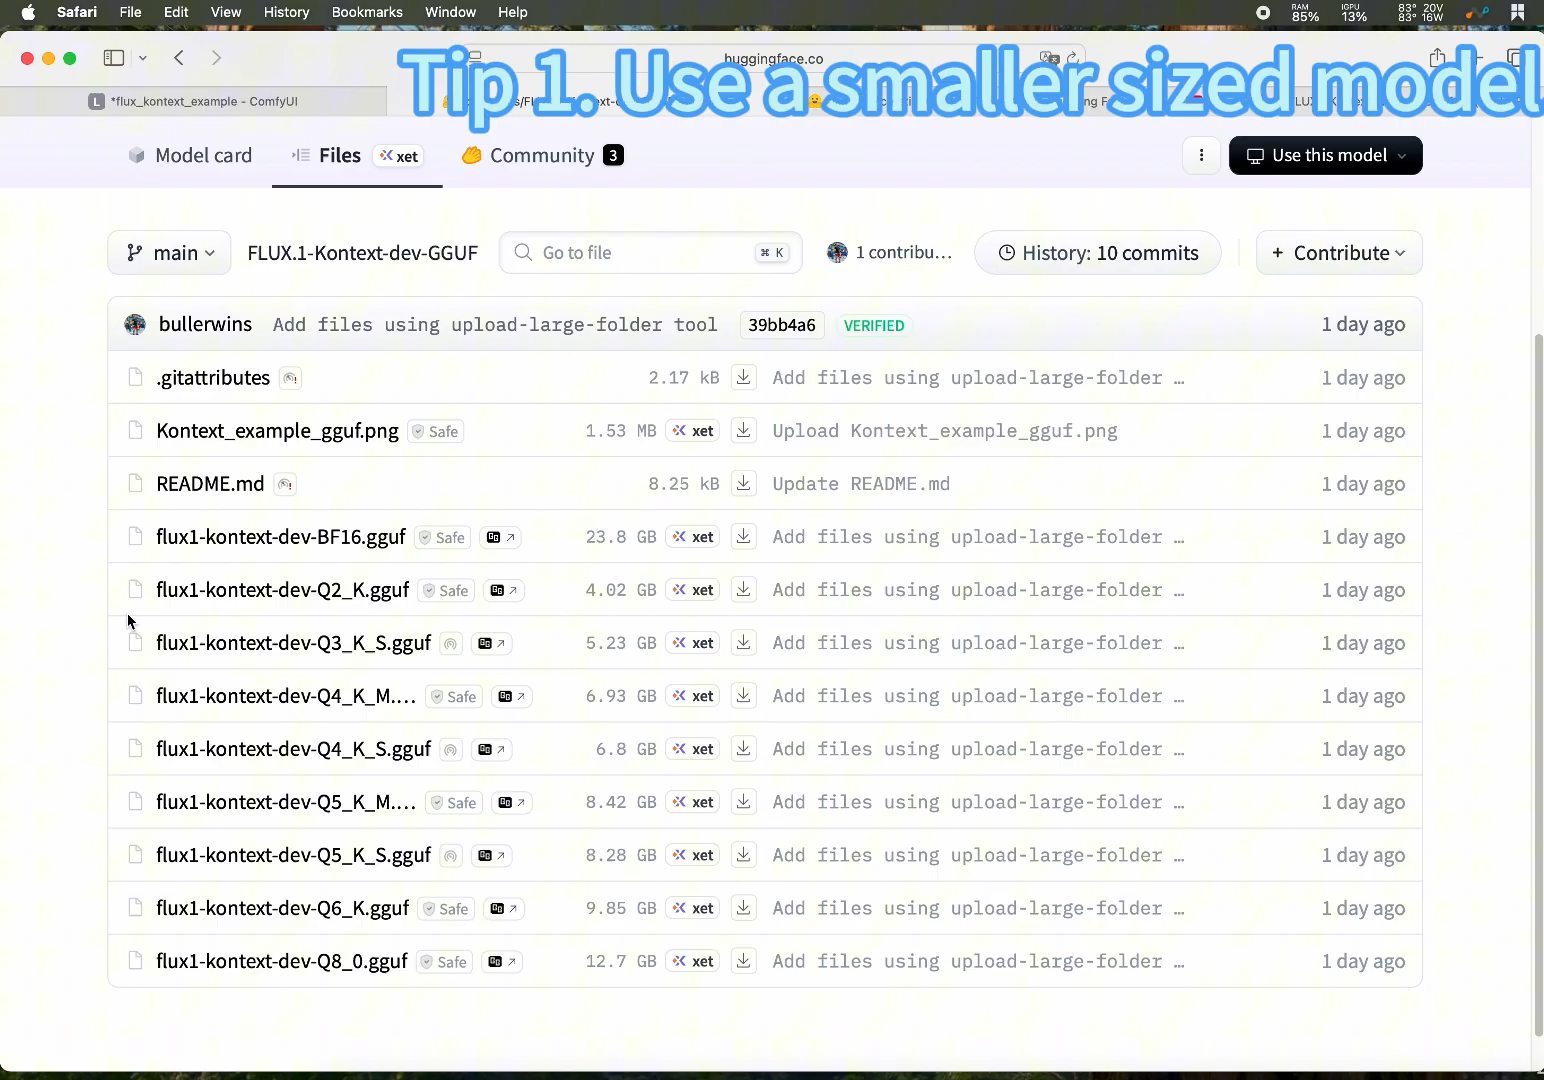 Safari File Edit View History Bookmarks Window Help RAM 85% IGPU 13% 83° 20V 83° 16W
huggingface.co
Tip 1. Use a smaller sized model
L *flux_kontext_example - ComfyUI
Model card Files xet Community 3 Use this model
main FLUX.1-Kontext-dev-GGUF Go to file ⌘ K 1 contribu... History: 10 commits + Contribute
bullerwins Add files using upload-large-folder tool 39bb4a6 VERIFIED 1 day ago
.gitattributes 2.17 kB Add files using upload-large-folder … 1 day ago
Kontext_example_gguf.png Safe 1.53 MB xet Upload Kontext_example_gguf.png 1 day ago
README.md 8.25 kB Update README.md 1 day ago
flux1-kontext-dev-BF16.gguf Safe 23.8 GB xet Add files using upload-large-folder … 1 day ago
flux1-kontext-dev-Q2_K.gguf Safe 4.02 GB xet Add files using upload-large-folder … 1 day ago
flux1-kontext-dev-Q3_K_S.gguf 5.23 GB xet Add files using upload-large-folder … 1 day ago
flux1-kontext-dev-Q4_K_M.... Safe 6.93 GB xet Add files using upload-large-folder … 1 day ago
flux1-kontext-dev-Q4_K_S.gguf 6.8 GB xet Add files using upload-large-folder … 1 day ago
flux1-kontext-dev-Q5_K_M.... Safe 8.42 GB xet Add files using upload-large-folder … 1 day ago
flux1-kontext-dev-Q5_K_S.gguf 8.28 GB xet Add files using upload-large-folder … 1 day ago
flux1-kontext-dev-Q6_K.gguf Safe 9.85 GB xet Add files using upload-large-folder … 1 day ago
flux1-kontext-dev-Q8_0.gguf Safe 12.7 GB xet Add files using upload-large-folder … 1 day ago